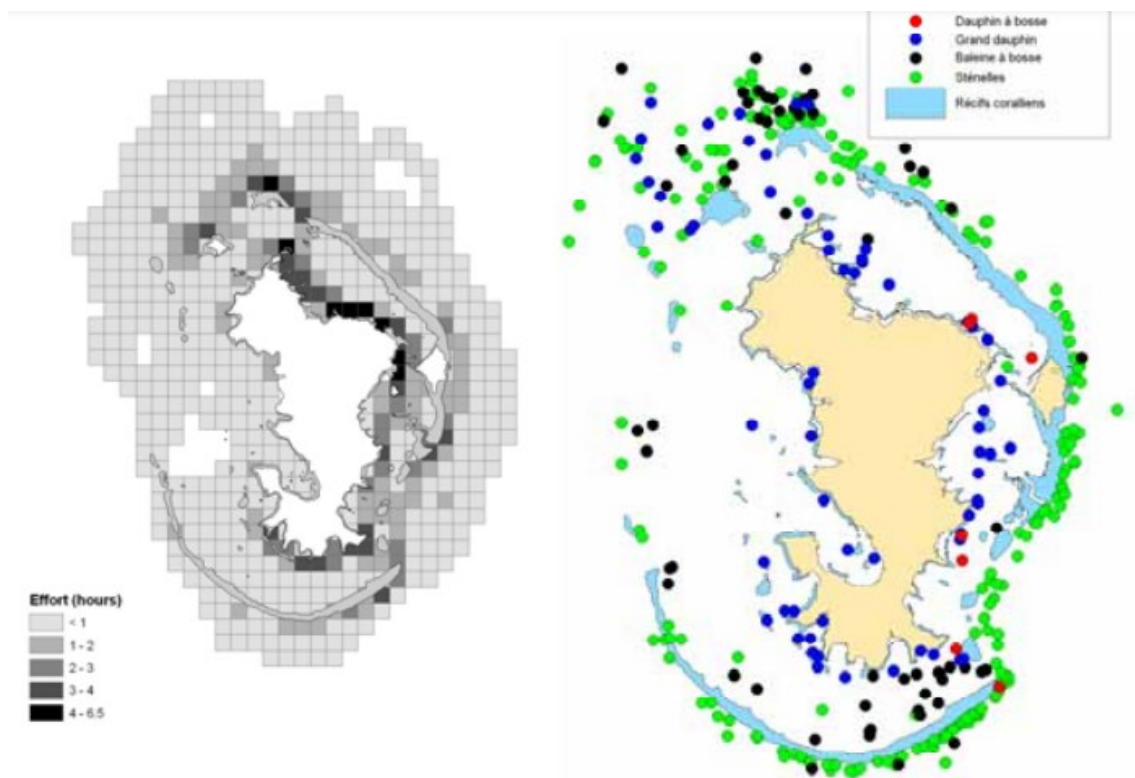 Effort (hours)
< 1
1 - 2
2 - 3
3 - 4
4 - 6.5
Dauphin à bosse
Grand dauphin
Baleine à bosse
Sténelles
Récifs coralliens